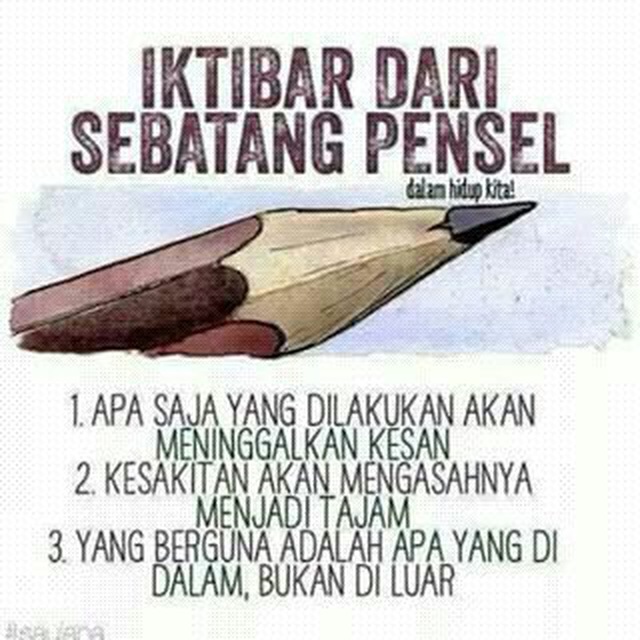 IKTIBAR DARI
SEBATANG PENSEL
dalam hidup kita!
1. APA SAJA YANG DILAKUKAN AKAN
MENINGGALKAN KESAN
2. KESAKITAN AKAN MENGASAHNYA
MENJADI TAJAM
3. YANG BERGUNA ADALAH APA YANG DI
DALAM, BUKAN DI LUAR